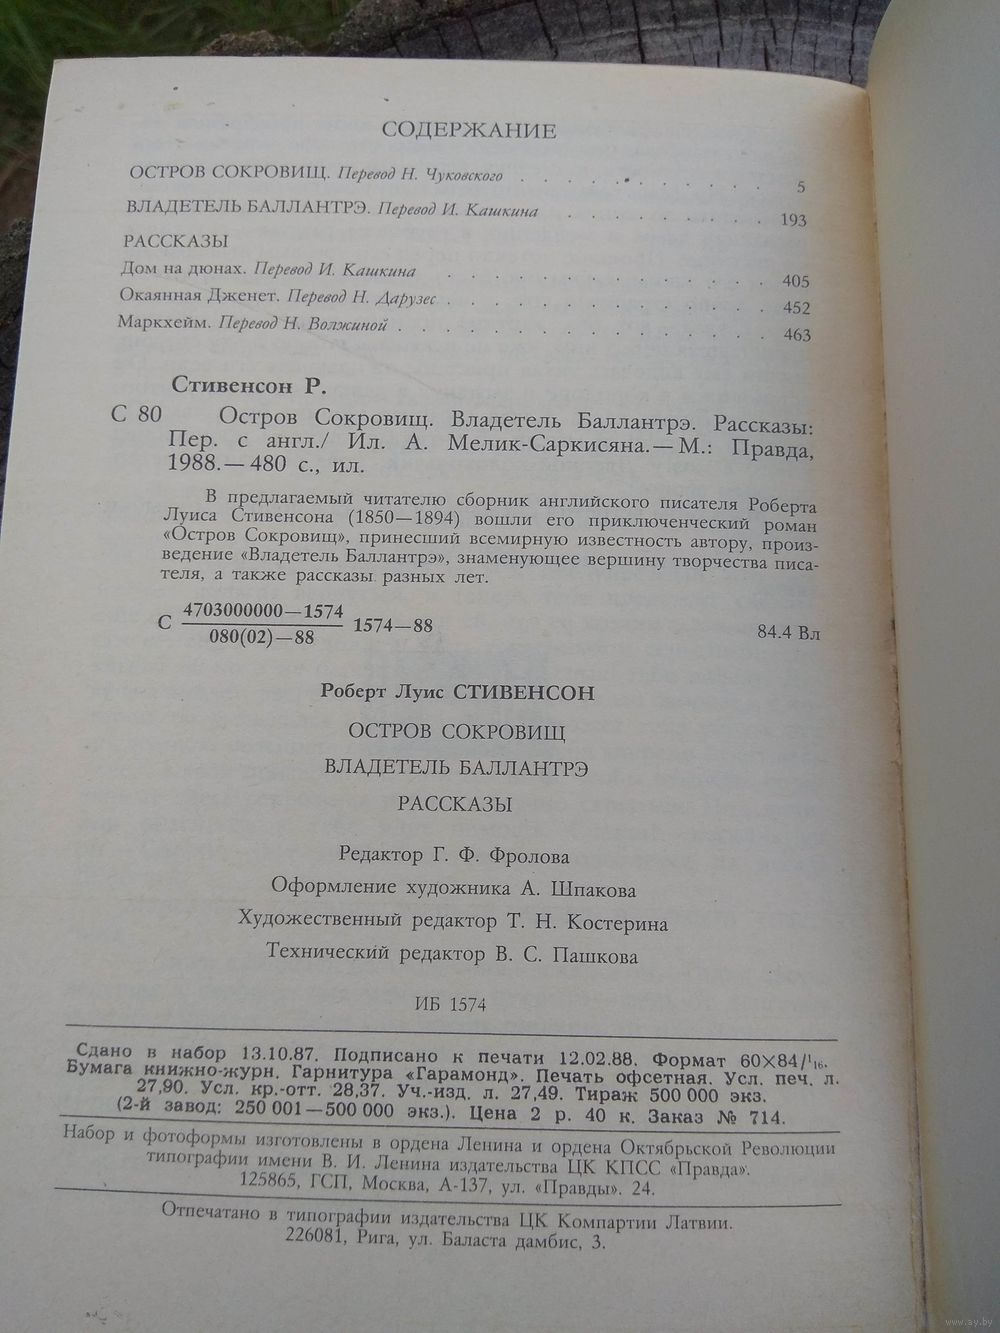 СОДЕРЖАНИЕ
ОСТРОВ СОКРОВИЩ. Перевод Н. Чуковского . . . . . . . . . . . . 5
ВЛАДЕТЕЛЬ БАЛЛАНТРЭ. Перевод И. Кашкина . . . . . . . . . . 193
РАССКАЗЫ
Дом на дюнах. Перевод И. Кашкина . . . . . . . . . . . . . . 405
Окаянная Дженет. Перевод Н. Дарузес . . . . . . . . . . . . . . 452
Маркхейм. Перевод Н. Волжиной . . . . . . . . . . . . . . . . 463
Стивенсон Р.
С 80 Остров Сокровищ. Владетель Баллантрэ. Рассказы:
Пер. с англ./ Ил. А. Мелик-Саркисяна.— М.: Правда,
1988.— 480 с., ил.
В предлагаемый читателю сборник английского писателя Роберта
Луиса Стивенсона (1850—1894) вошли его приключенческий роман
«Остров Сокровищ», принесший всемирную известность автору, произ-
ведение «Владетель Баллантрэ», знаменующее вершину творчества писа-
теля, а также рассказы разных лет.
4703000000—1574
С 1574—88
080(02)—88
84.4 Вл
Роберт Луис СТИВЕНСОН
ОСТРОВ СОКРОВИЩ
ВЛАДЕТЕЛЬ БАЛЛАНТРЭ
РАССКАЗЫ
Редактор Г. Ф. Фролова
Оформление художника А. Шпакова
Художественный редактор Т. Н. Костерина
Технический редактор В. С. Пашкова
ИБ 1574
Сдано в набор 13.10.87. Подписано к печати 12.02.88. Формат 60×84/¹₁₆.
Бумага книжно-журн. Гарнитура «Гарамонд». Печать офсетная. Усл. печ. л.
27,90. Усл. кр.-отт. 28,37. Уч.-изд. л. 27,49. Тираж 500 000 экз.
(2-й завод: 250 001—500 000 экз.). Цена 2 р. 40 к. Заказ № 714.
Набор и фотоформы изготовлены в ордена Ленина и ордена Октябрьской Революции
типографии имени В. И. Ленина издательства ЦК КПСС «Правда».
125865, ГСП, Москва, А-137, ул. «Правды». 24.
Отпечатано в типографии издательства ЦК Компартии Латвии.
226081, Рига, ул. Баласта дамбис, 3.
www.ay.by